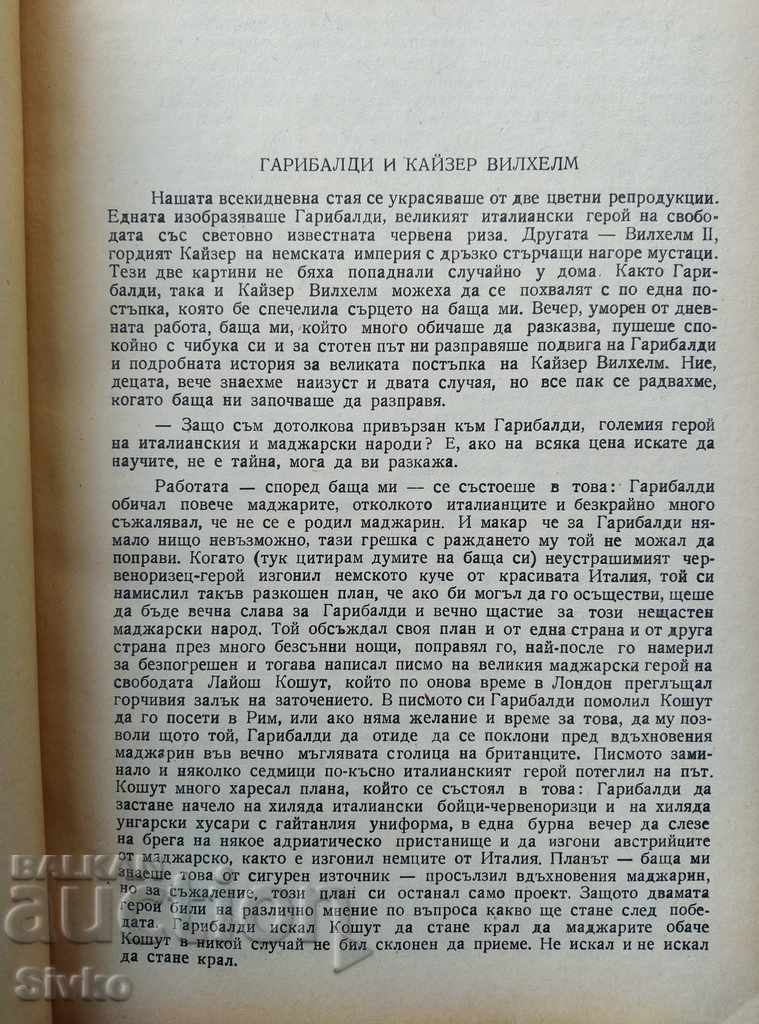 ГАРИБАЛДИ И КАЙЗЕР ВИЛХЕЛМ
Нашата всекидневна стая се украсяваше от две цветни репродукции.
Едната изобразяваше Гарибалди, великият италиански герой на свобо-
дата със световно известната червена риза. Другата — Вилхелм II,
гордият Кайзер на немската империя с дръзко стърчащи нагоре мустаци.
Тези две картини не бяха попаднали случайно у дома. Както Гари-
балди, така и Кайзер Вилхелм можеха да се похвалят с по една по-
стъпка, която бе спечелила сърцето на баща ми. Вечер, уморен от днев-
ната работа, баща ми, който много обичаше да разказва, пушеше спо-
койно с чибука си и за стотен път ни разправяше подвига на Гарибалди
и подробната история за великата постъпка на Кайзер Вилхелм. Ние,
децата, вече знаехме наизуст и двата случая, но все пак се радвахме,
когато баща ни започваше да разправя.
— Защо съм дотолкова привързан към Гарибалди, големия герой
на италианския и маджарски народи? Е, ако на всяка цена искате да
научите, не е тайна, мога да ви разкажа.
Работата — според баща ми — се състоеше в това: Гарибалди
обичал повече маджарите, отколкото италианците и безкрайно много
съжалявал, че не се е родил маджарин. И макар че за Гарибалди ня-
мало нищо невъзможно, тази грешка с раждането му той не можал да
поправи. Когато (тук цитирам думите на баща си) неустрашимият чер-
венoризец-герой изгонил немското куче от красивата Италия, той си
намислил такъв разкошен план, че ако би могъл да го осъществи, щеше
да бъде вечна слава за Гарибалди и вечно щастие за този нещастен
маджарски народ. Той обсъждал своя план и от една страна и от друга
страна през много безсънни нощи, поправял го, най-после го намерил
за безпогрешен и тогава написал писмо на великия маджарски герой на
свободата Лайош Кошут, който по онова време в Лондон преглъщал
горчивия залък на заточението. В писмото си Гарибалди помолил Кошут
да го посети в Рим, или ако няма желание и време за това, да му поз-
воли щото той, Гарибалди да отиде да се поклони пред вдъхновения
маджарин във вечно мъглявата столица на британците. Писмото зами-
нало и няколко седмици по-късно италианският герой потеглил на път.
Кошут много харесал плана, който се състоял в това: Гарибалди да
застане начело на хиляда италиански бойци-червеноризци и на хиляда
унгарски хусари с гайтанлия униформа, в една бурна вечер да слезе
на брега на някое адриатическо пристанище и да изгони австрийците
от маджарско, както е изгонил немците от Италия. Планът — баща ми
знаеше това от сигурен източник — просълзил вдъхновения маджарин,
но за съжаление, този план си останал само проект. Защото двамата
герои били на различно мнение по въпроса какво ще стане след побе-
дата. Гарибалди искал Кошут да стане крал да маджарите обаче
Кошут в никой случай не бил склонен да приеме. Не искал и не искал
да стане крал.
BALKAN
auction
Sivko